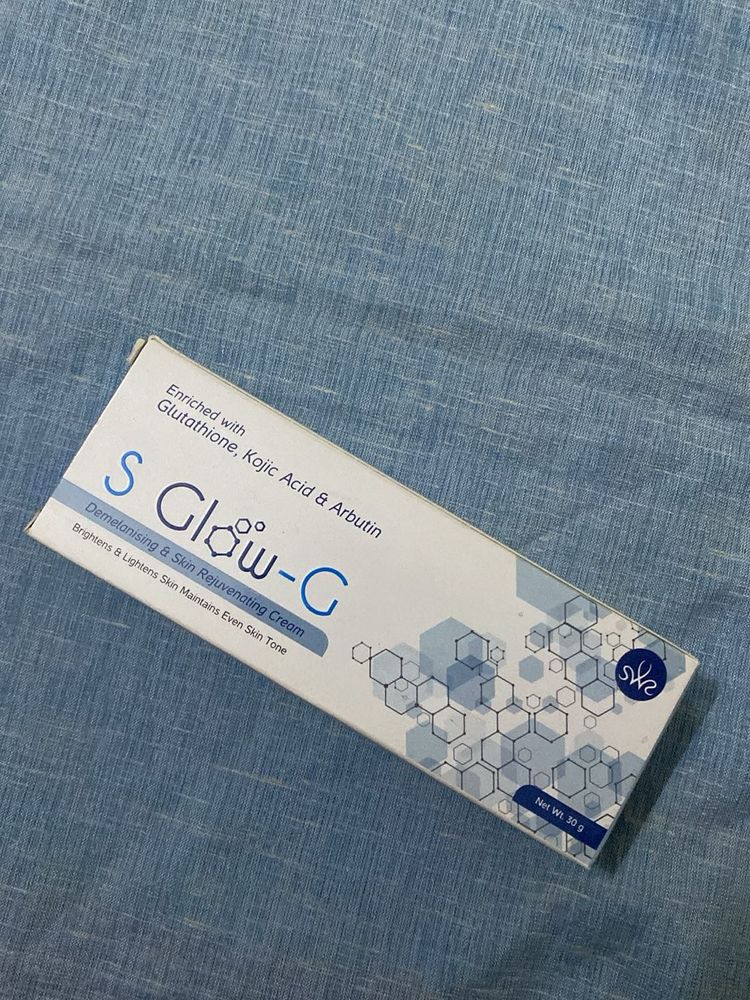 Enriched with
Glutathione, Kojic Acid & Arbutin
S Glow-G
Demelanising & Skin Rejuvenating Cream
Brightens & Lightens Skin Maintains Even Skin Tone
Net Wt. 30 g